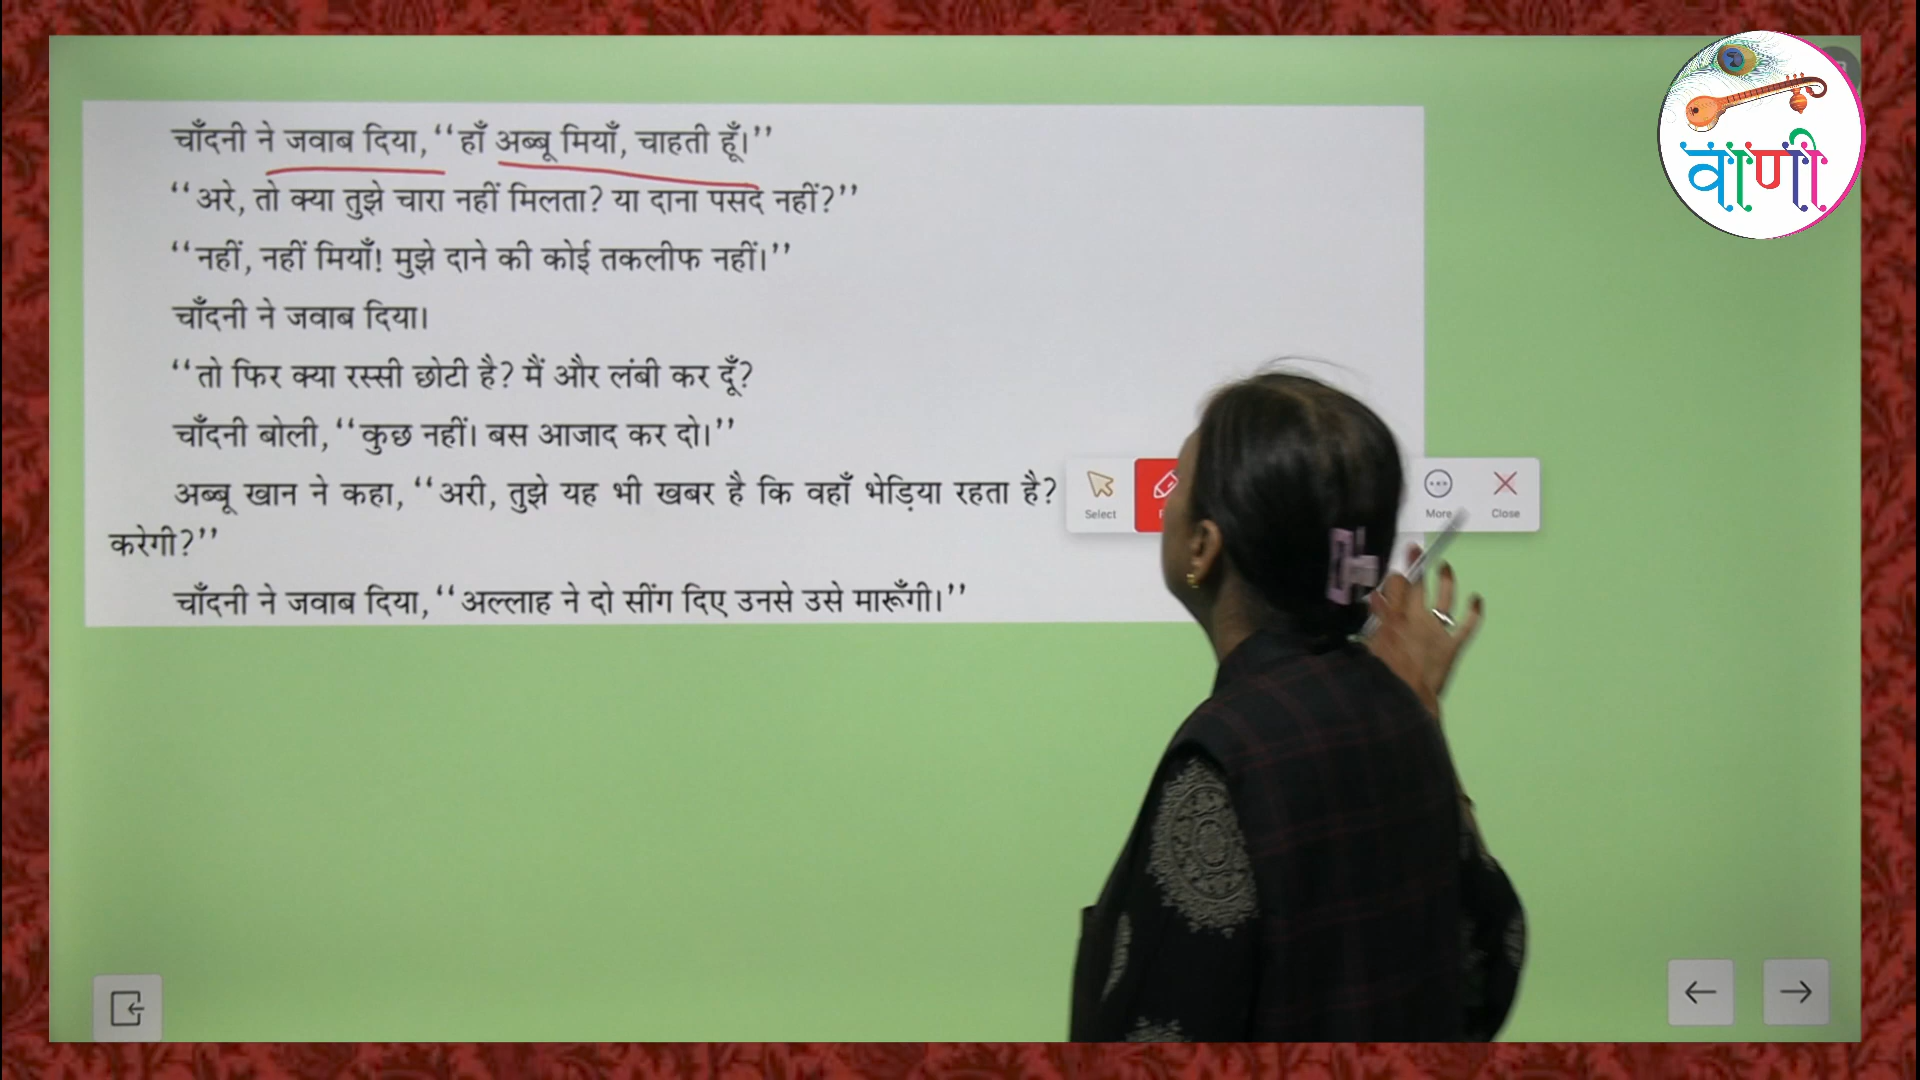 चाँदनी ने जवाब दिया, ‘‘हाँ अब्बू मियाँ, चाहती हूँ।’’
‘‘अरे, तो क्या तुझे चारा नहीं मिलता? या दाना पसंद नहीं?’’
‘‘नहीं, नहीं मियाँ! मुझे दाने की कोई तकलीफ नहीं।’’
चाँदनी ने जवाब दिया।
‘‘तो फिर क्या रस्सी छोटी है? मैं और लंबी कर दूँ?
चाँदनी बोली, ‘‘कुछ नहीं। बस आजाद कर दो।’’
अब्बू खान ने कहा, ‘‘अरी, तुझे यह भी खबर है कि वहाँ भेड़िया रहता है?
करेगी?’’
चाँदनी ने जवाब दिया, ‘‘अल्लाह ने दो सींग दिए उनसे उसे मारूँगी।’’
Select
More
Close
वाणी